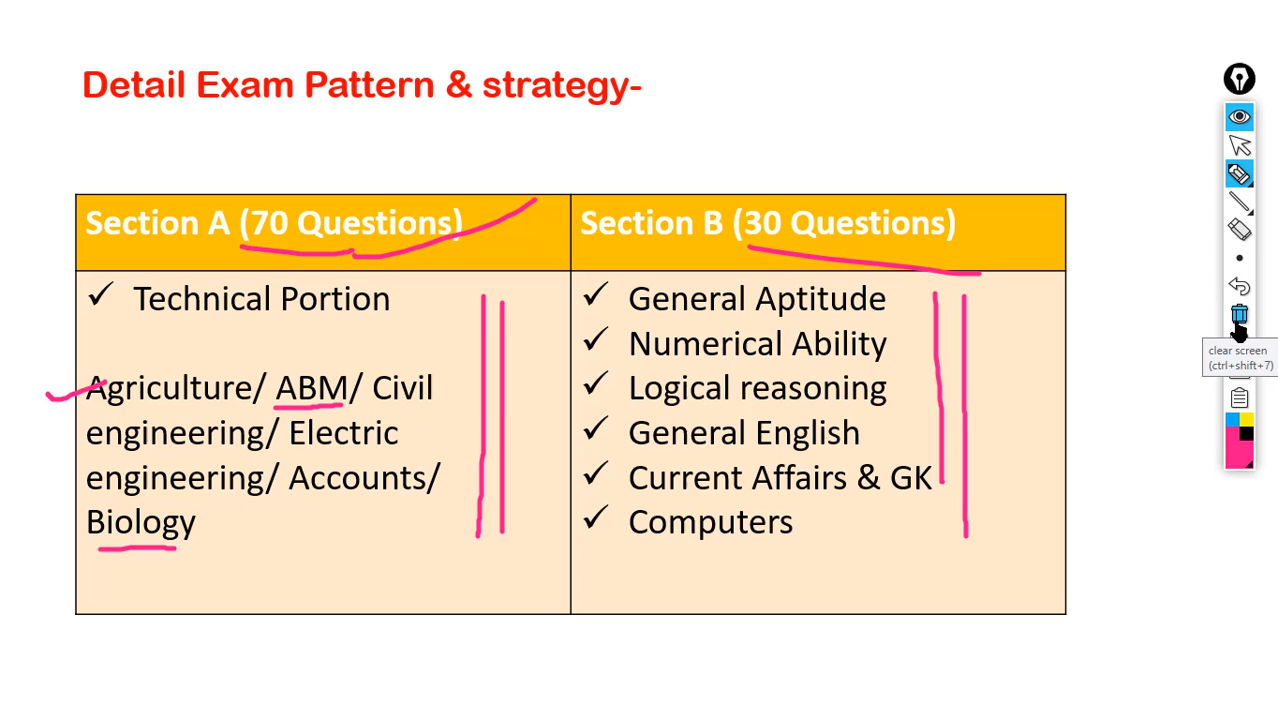 Detail Exam Pattern & strategy-
Section A (70 Questions)
Section B (30 Questions)
✓ Technical Portion
Agriculture/ ABM/ Civil
engineering/ Electric
engineering/ Accounts/
Biology
✓ General Aptitude
✓ Numerical Ability
✓ Logical reasoning
✓ General English
✓ Current Affairs & GK
✓ Computers
clear screen
(ctrl+shift+7)